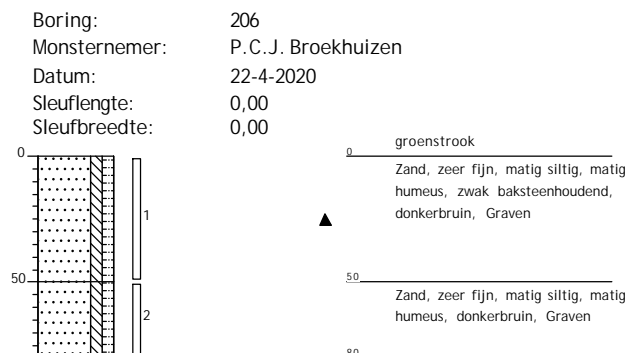 Boring: 206
Monsternemer: P.C.J. Broekhuizen
Datum: 22-4-2020
Sleuflengte: 0,00
Sleufbreedte: 0,00
groenstrook
0
0
Zand, zeer fijn, matig siltig, matig
humeus, zwak baksteenhoudend,
donkerbruin, Graven
1
50
50
Zand, zeer fijn, matig siltig, matig
humeus, donkerbruin, Graven
2
80